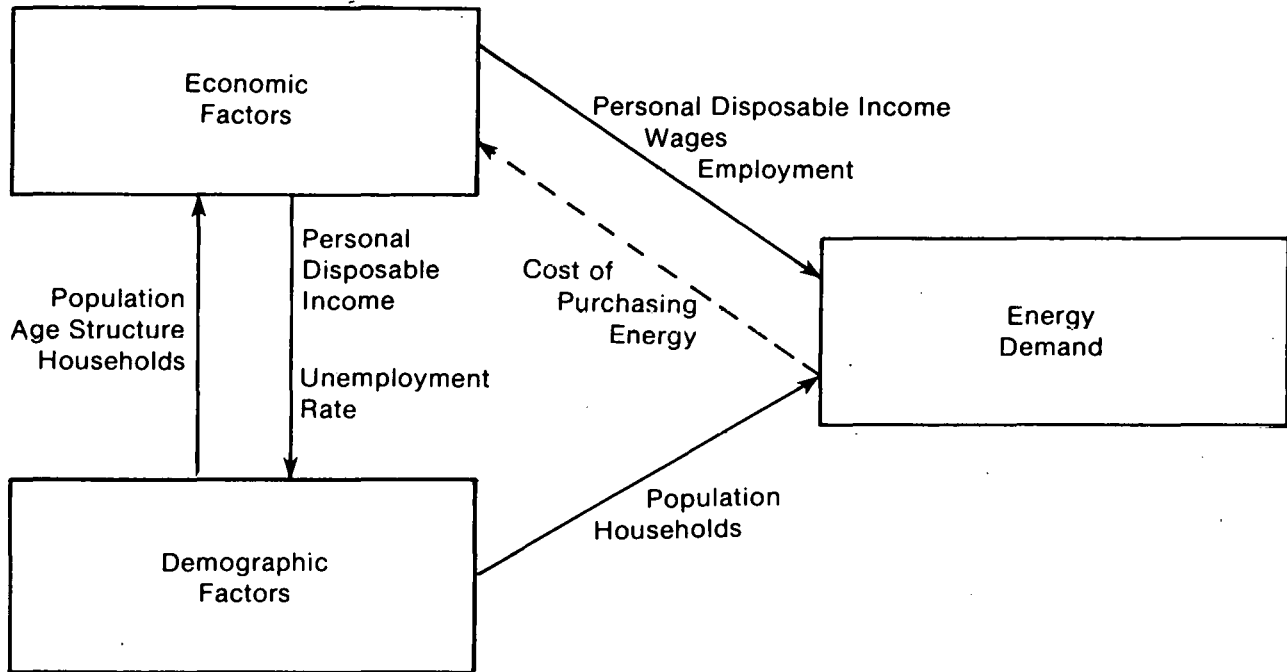 Economic
Factors
Personal Disposable Income
Wages
Employment
Population
Age Structure
Households
Personal
Disposable
Income
Unemployment
Rate
Cost of
Purchasing
Energy
Energy
Demand
Population
Households
Demographic
Factors